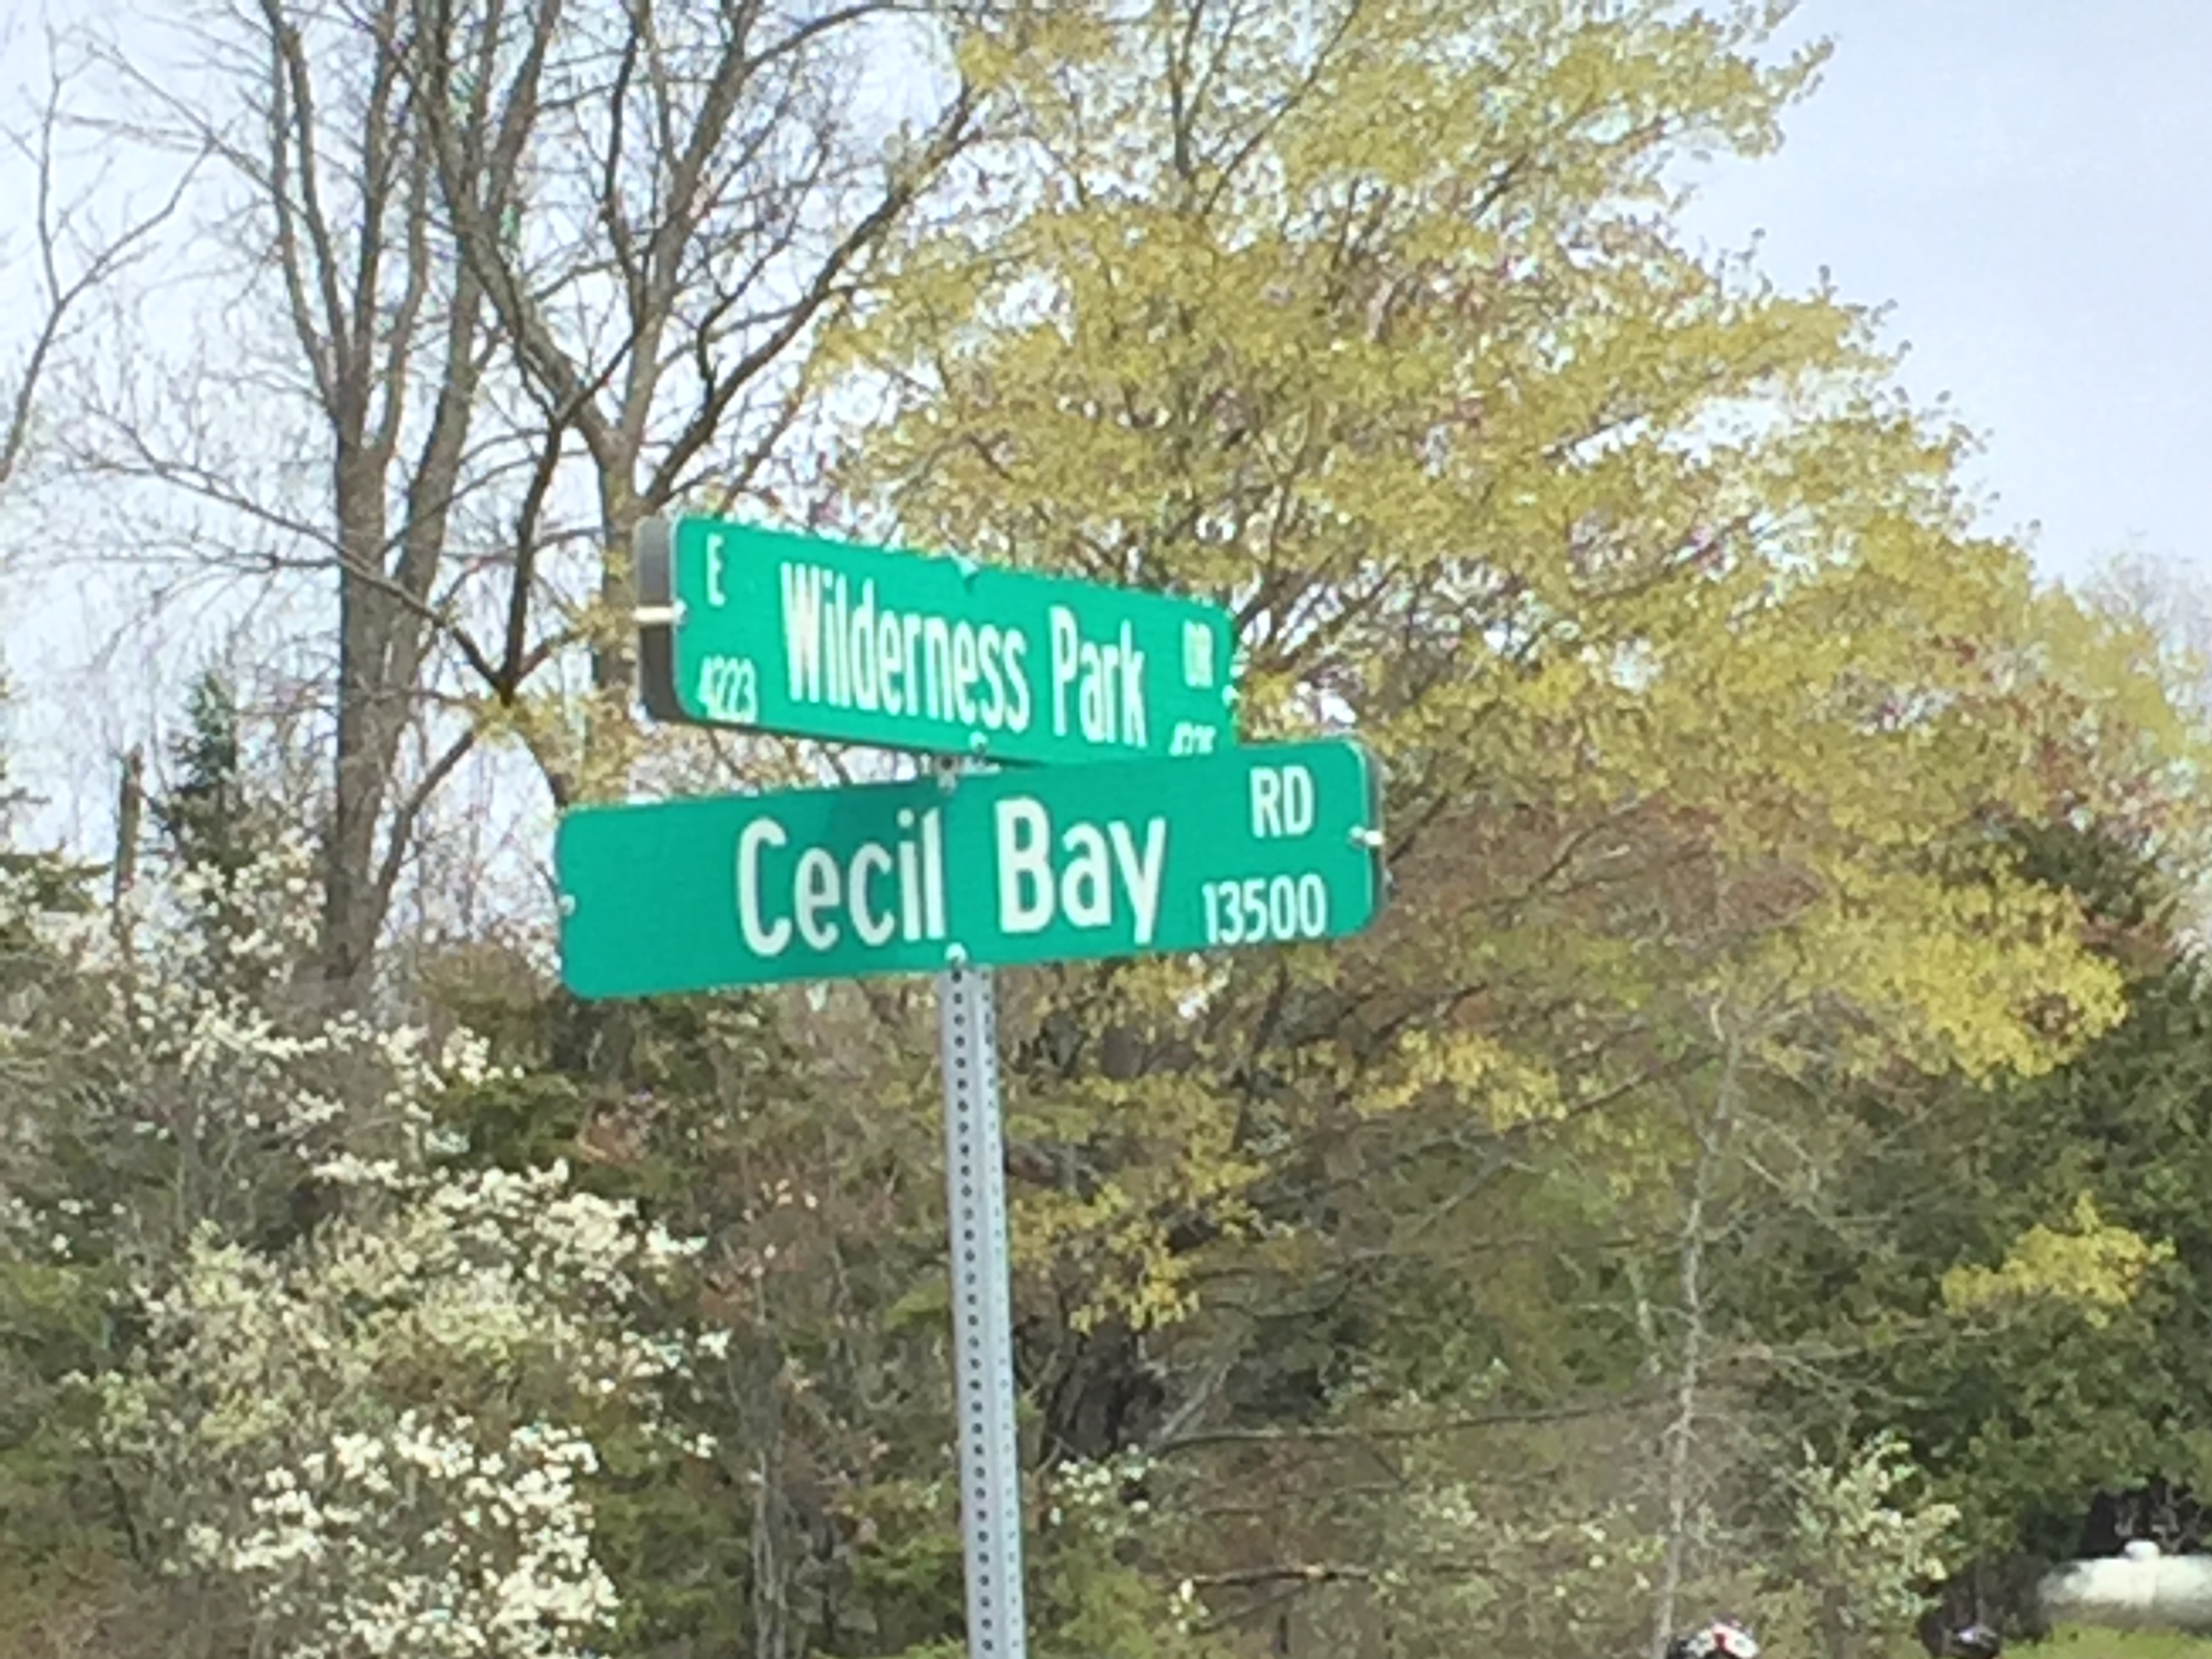 E Wilderness Park DR
4223
Cecil Bay RD
13500